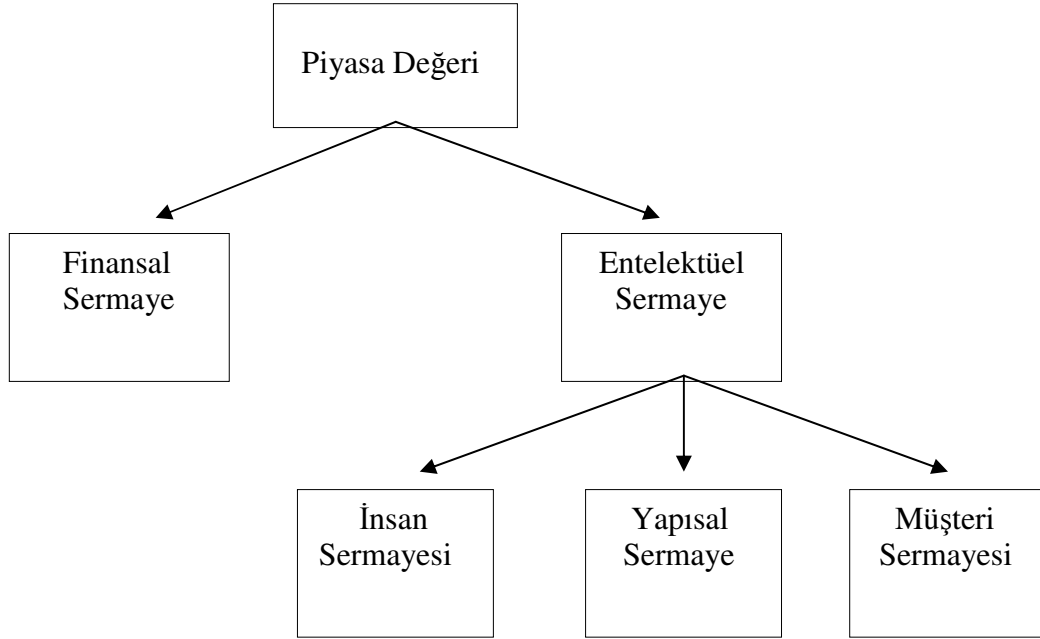 Piyasa Değeri
Finansal
Sermaye
Entelektüel
Sermaye
İnsan
Sermayesi
Yapısal
Sermaye
Müşteri
Sermayesi